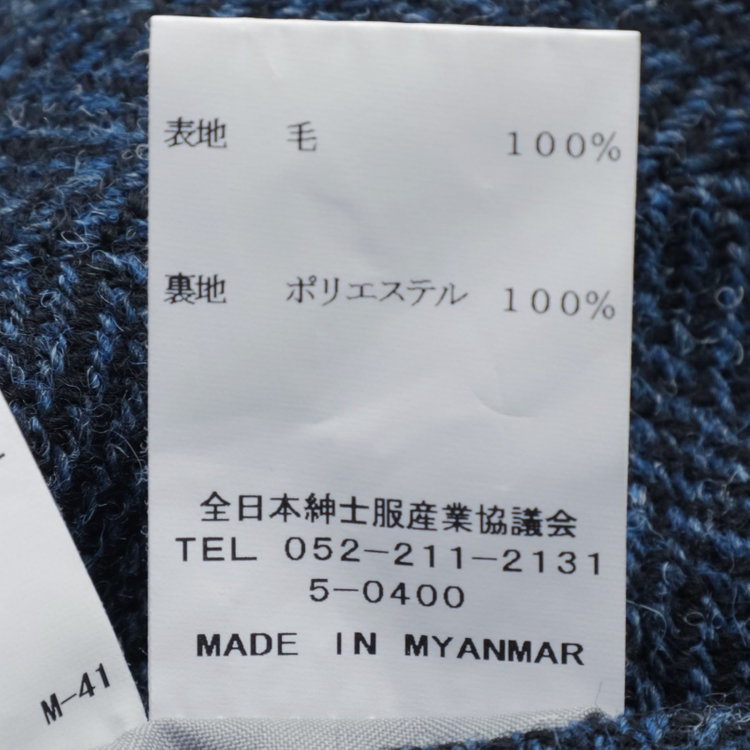 表地 毛 100%
裏地 ポリエステル 100%
全日本紳士服産業協議会
TEL 052-211-2131
5-0400
MADE IN MYANMAR
M-41